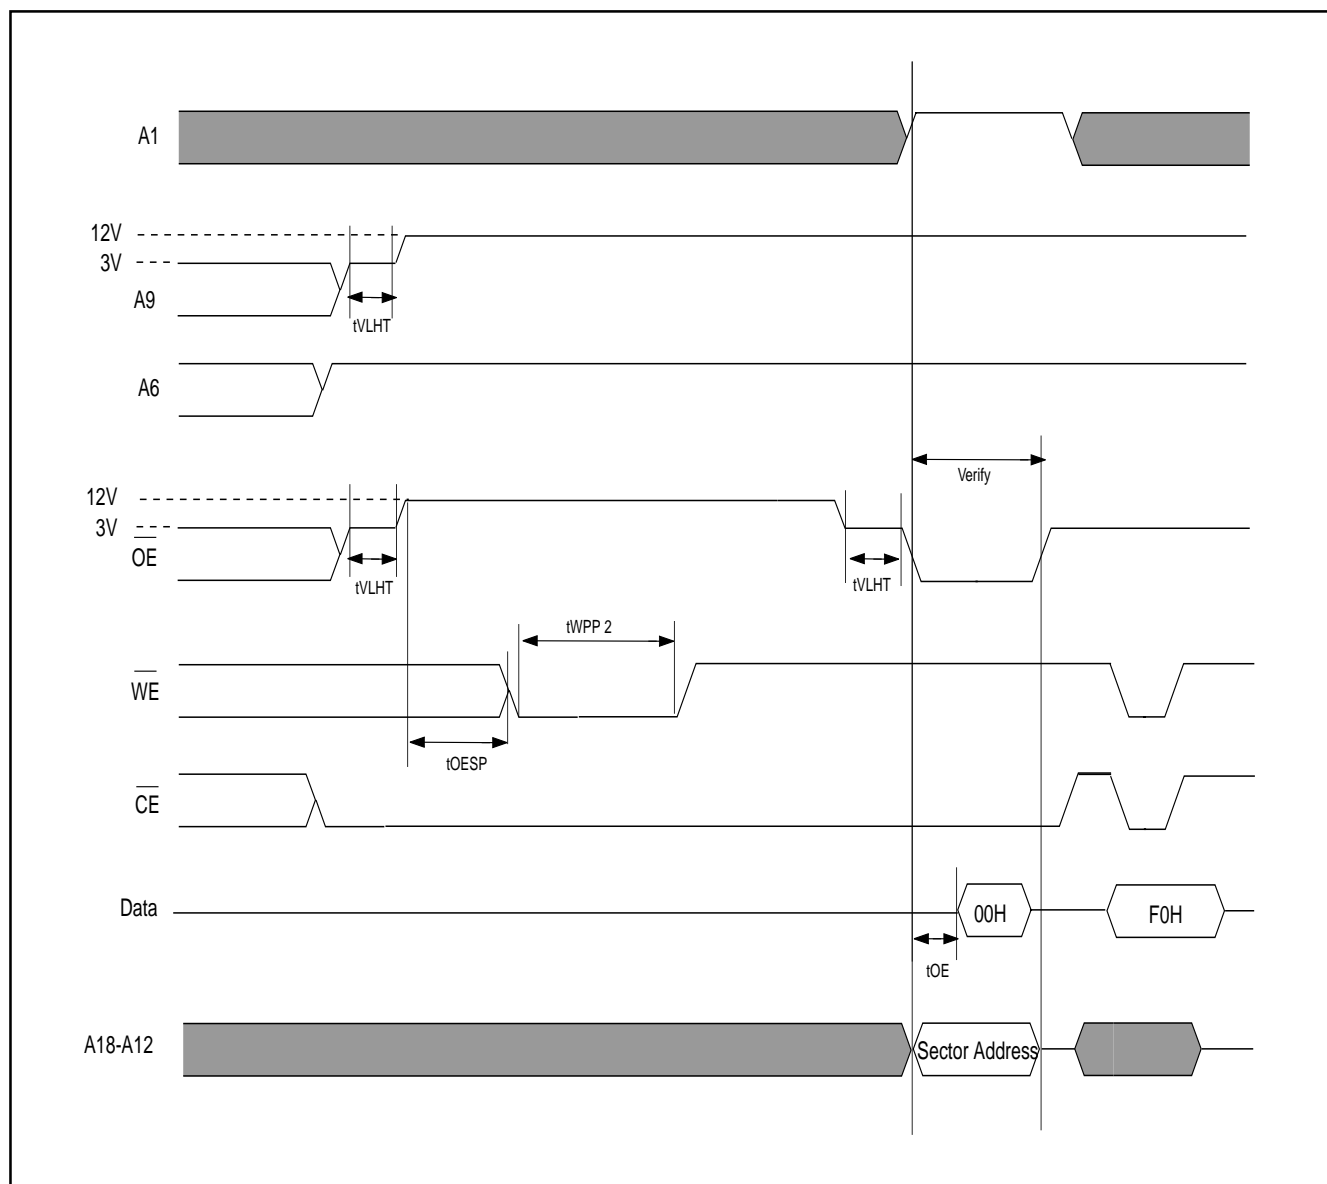 A1
12V
3V
A9
tVLHT
A6
Verify
12V
3V
OE
tVLHT
tVLHT
tWPP 2
WE
tOESP
CE
Data
00H
F0H
tOE
A18-A12
Sector Address